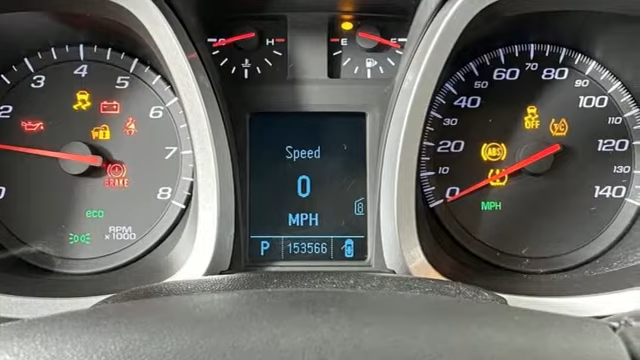 C H
E F
0 2 3 4 5 6 7 8
BRAKE
eco
RPM
x1000
Speed
0
MPH
P 153566
0 20 30 40 50 60 70 80 90 100 110 120 130 140
OFF
T/C
ABS
MPH